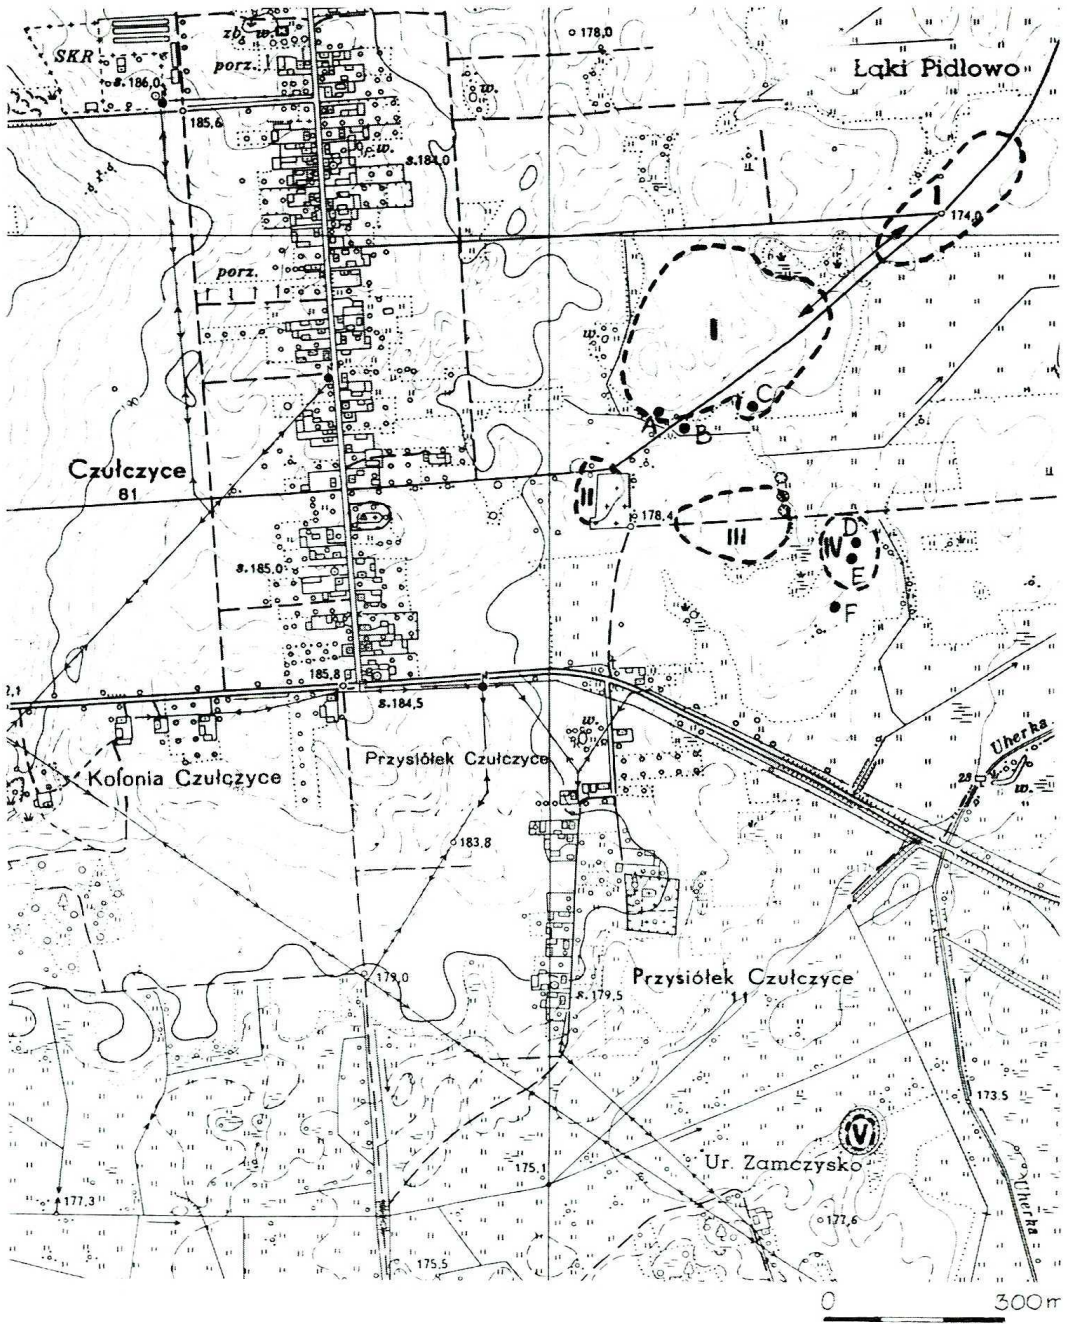 zb. w.
178,0
SKR
porz.
Łąki Pidłowo
s.186,0
w.
185,6
p.w.
s.184,0
I
174,0
porz.
I
w.
C
A
B
Czułczyce
81
II
178.4
III
IV
D
E
s.185,0
F
185,8
s.184,5
w.
Uherka
Przysiółek Czułczyce
Kolonia Czułczyce
23
w.
183,8
179,0
Przysiółek Czułczyce
11
s.179,5
173.5
V
175.1
Ur. Zamczysko
177,3
Uherka
177,6
175,5
0 300m